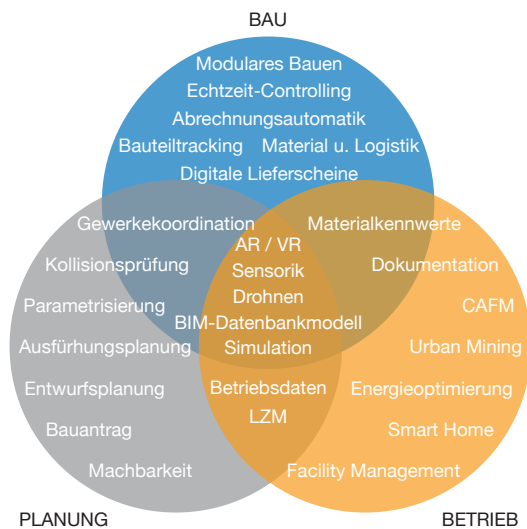 BAU
Modulares Bauen
Echtzeit-Controlling
Abrechnungsautomatik
Bauteiltracking Material u. Logistik
Digitale Lieferscheine
Gewerkekoordination Materialkennwerte
AR / VR
Kollisionsprüfung Sensorik Dokumentation
Drohnen
Parametrisierung CAFM
BIM-Datenbankmodell
Ausführungsplanung Simulation Urban Mining
Entwurfsplanung Betriebsdaten Energieoptimierung
LZM
Bauantrag Smart Home
Machbarkeit Facility Management
PLANUNG BETRIEB